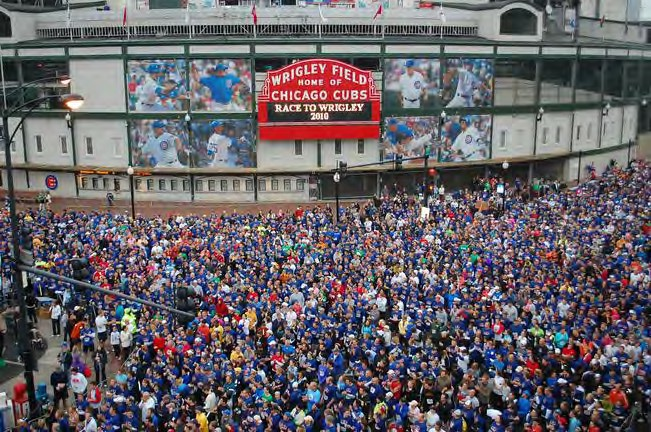 WRIGLEY FIELD
HOME OF
CHICAGO CUBS
RACE TO WRIGLEY
2010